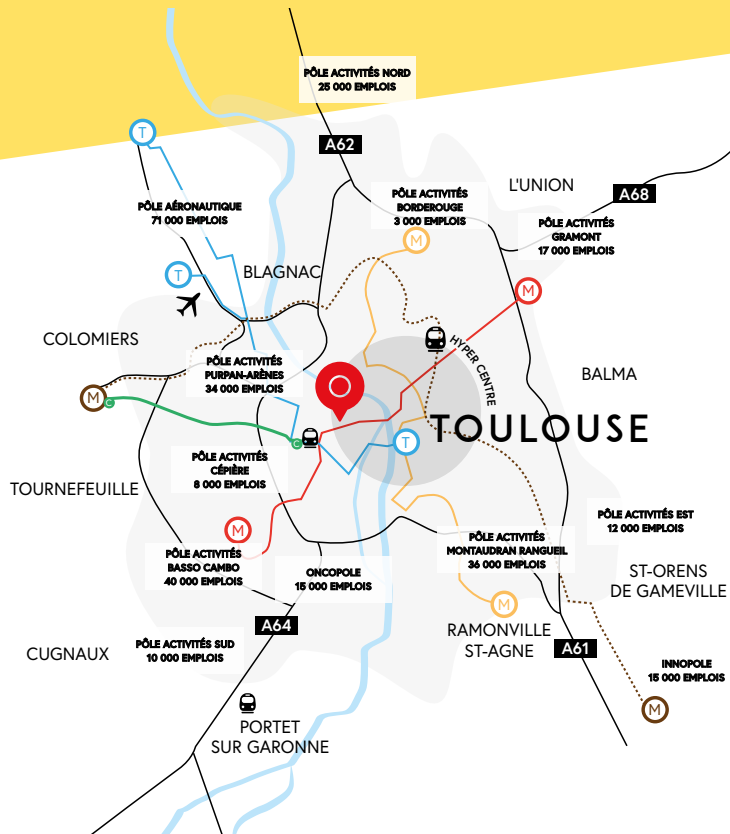 PÔLE ACTIVITÉS NORD
25 000 EMPLOIS
T
A62
L'UNION
A68
PÔLE ACTIVITÉS
BORDEROUGE
3 000 EMPLOIS
PÔLE AÉRONAUTIQUE
71 000 EMPLOIS
PÔLE ACTIVITÉS
GRAMONT
17 000 EMPLOIS
M
T
BLAGNAC
M
COLOMIERS
HYPER CENTRE
PÔLE ACTIVITÉS
PURPAN-ARÈNES
34 000 EMPLOIS
BALMA
M
C
TOULOUSE
C
T
PÔLE ACTIVITÉS
CÉPIÈRE
8 000 EMPLOIS
TOURNEFEUILLE
PÔLE ACTIVITÉS EST
12 000 EMPLOIS
M
PÔLE ACTIVITÉS
MONTAUDRAN RANGUEIL
36 000 EMPLOIS
PÔLE ACTIVITÉS
BASSO CAMBO
40 000 EMPLOIS
ONCOPOLE
15 000 EMPLOIS
ST-ORENS
DE GAMEVILLE
M
A64
RAMONVILLE
ST-AGNE
A61
PÔLE ACTIVITÉS SUD
10 000 EMPLOIS
CUGNAUX
INNOPOLE
15 000 EMPLOIS
M
PORTET
SUR GARONNE